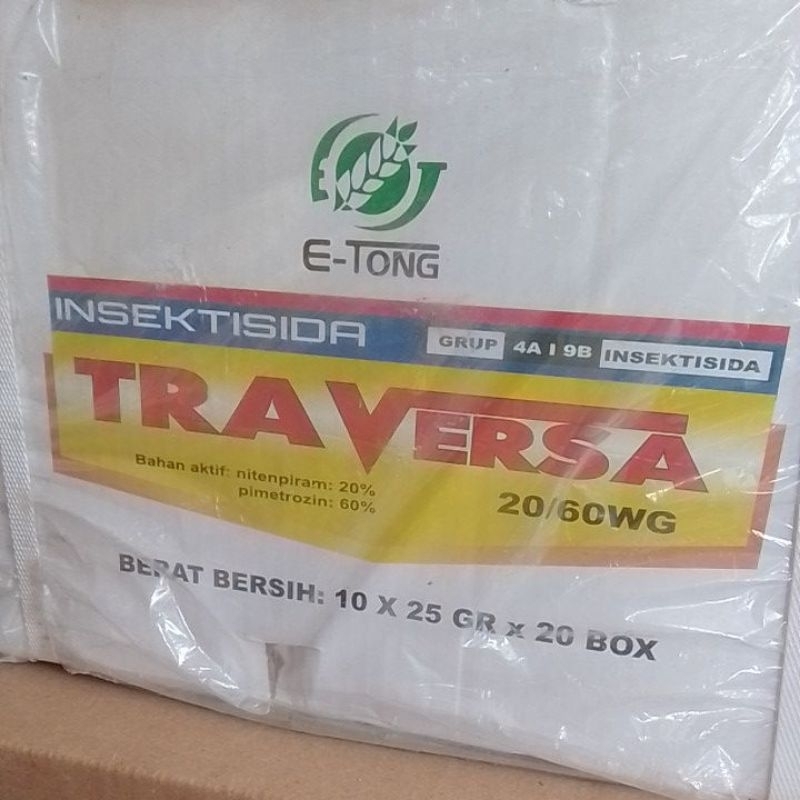 E-TONG
INSEKTISIDA
GRUP 4A I 9B INSEKTISIDA
TRAVERSA
Bahan aktif: nitenpiram: 20%
pimetrozin: 60%
20/60WG
BERAT BERSIH: 10 X 25 GR x 20 BOX